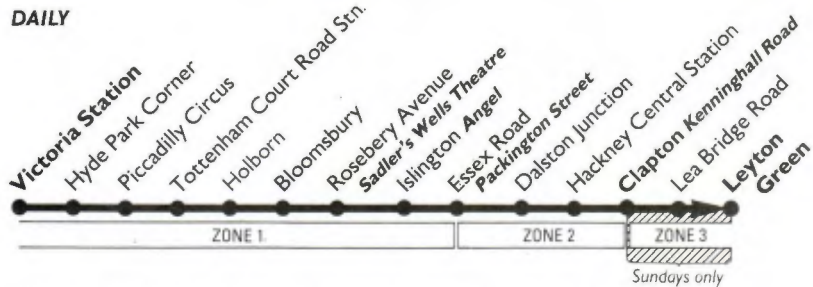 DAILY
Victoria Station
Hyde Park Corner
Piccadilly Circus
Tottenham Court Road Stn.
Holborn
Bloomsbury
Rosebery Avenue
Sadler's Wells Theatre
Islington Angel
Essex Road
Packington Street
Dalston Junction
Hackney Central Station
Clapton Kenninghall Road
Lea Bridge Road
Leyton
Green
ZONE 1
ZONE 2
ZONE 3
Sundays only